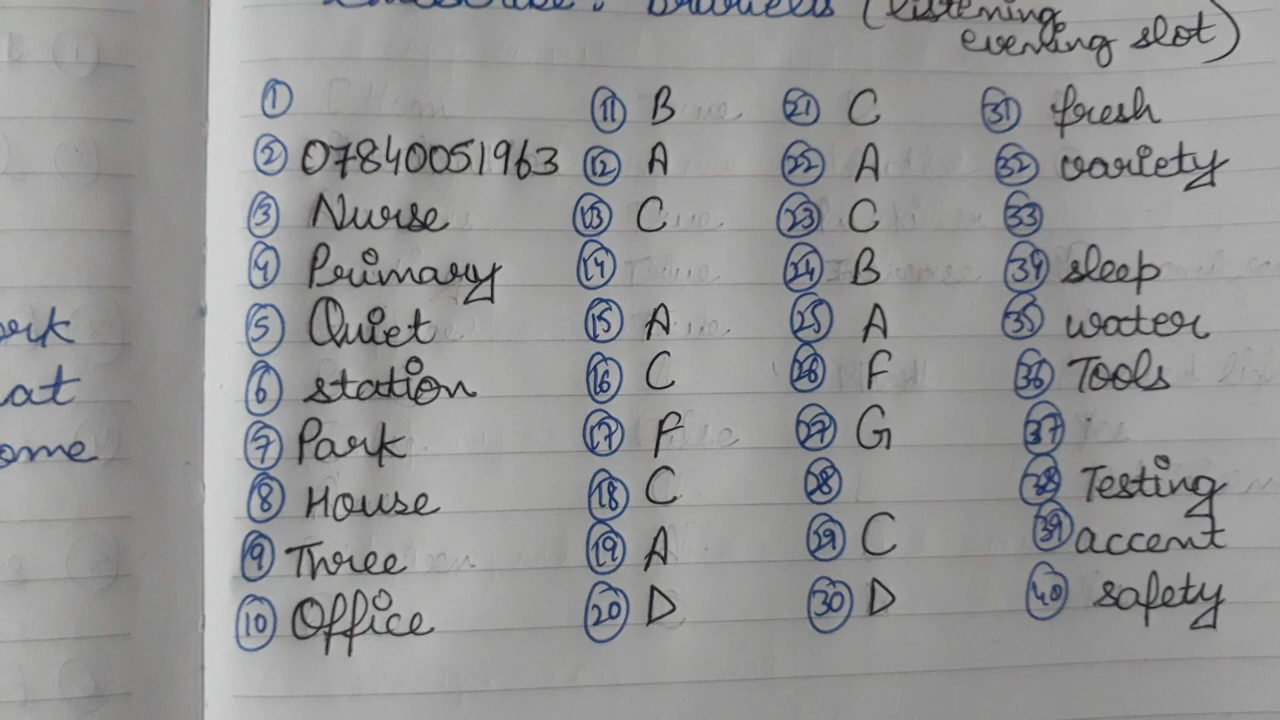 : Brussels (listening
evening slot)
1
2 07840051963
3 Nurse
4 Primary
5 Quiet
6 station
7 Park
8 House
9 Three
10 Office
11 B
12 A
13 C
14
15 A
16 C
17 F
18 C
19 A
20 D
21 C
22 A
23 C
24 B
25 A
26 F
27 G
28
29 C
30 D
31 fresh
32 variety
33
34 sleep
35 water
36 Tools
37
38 Testing
39 accent
40 safety
at
ome